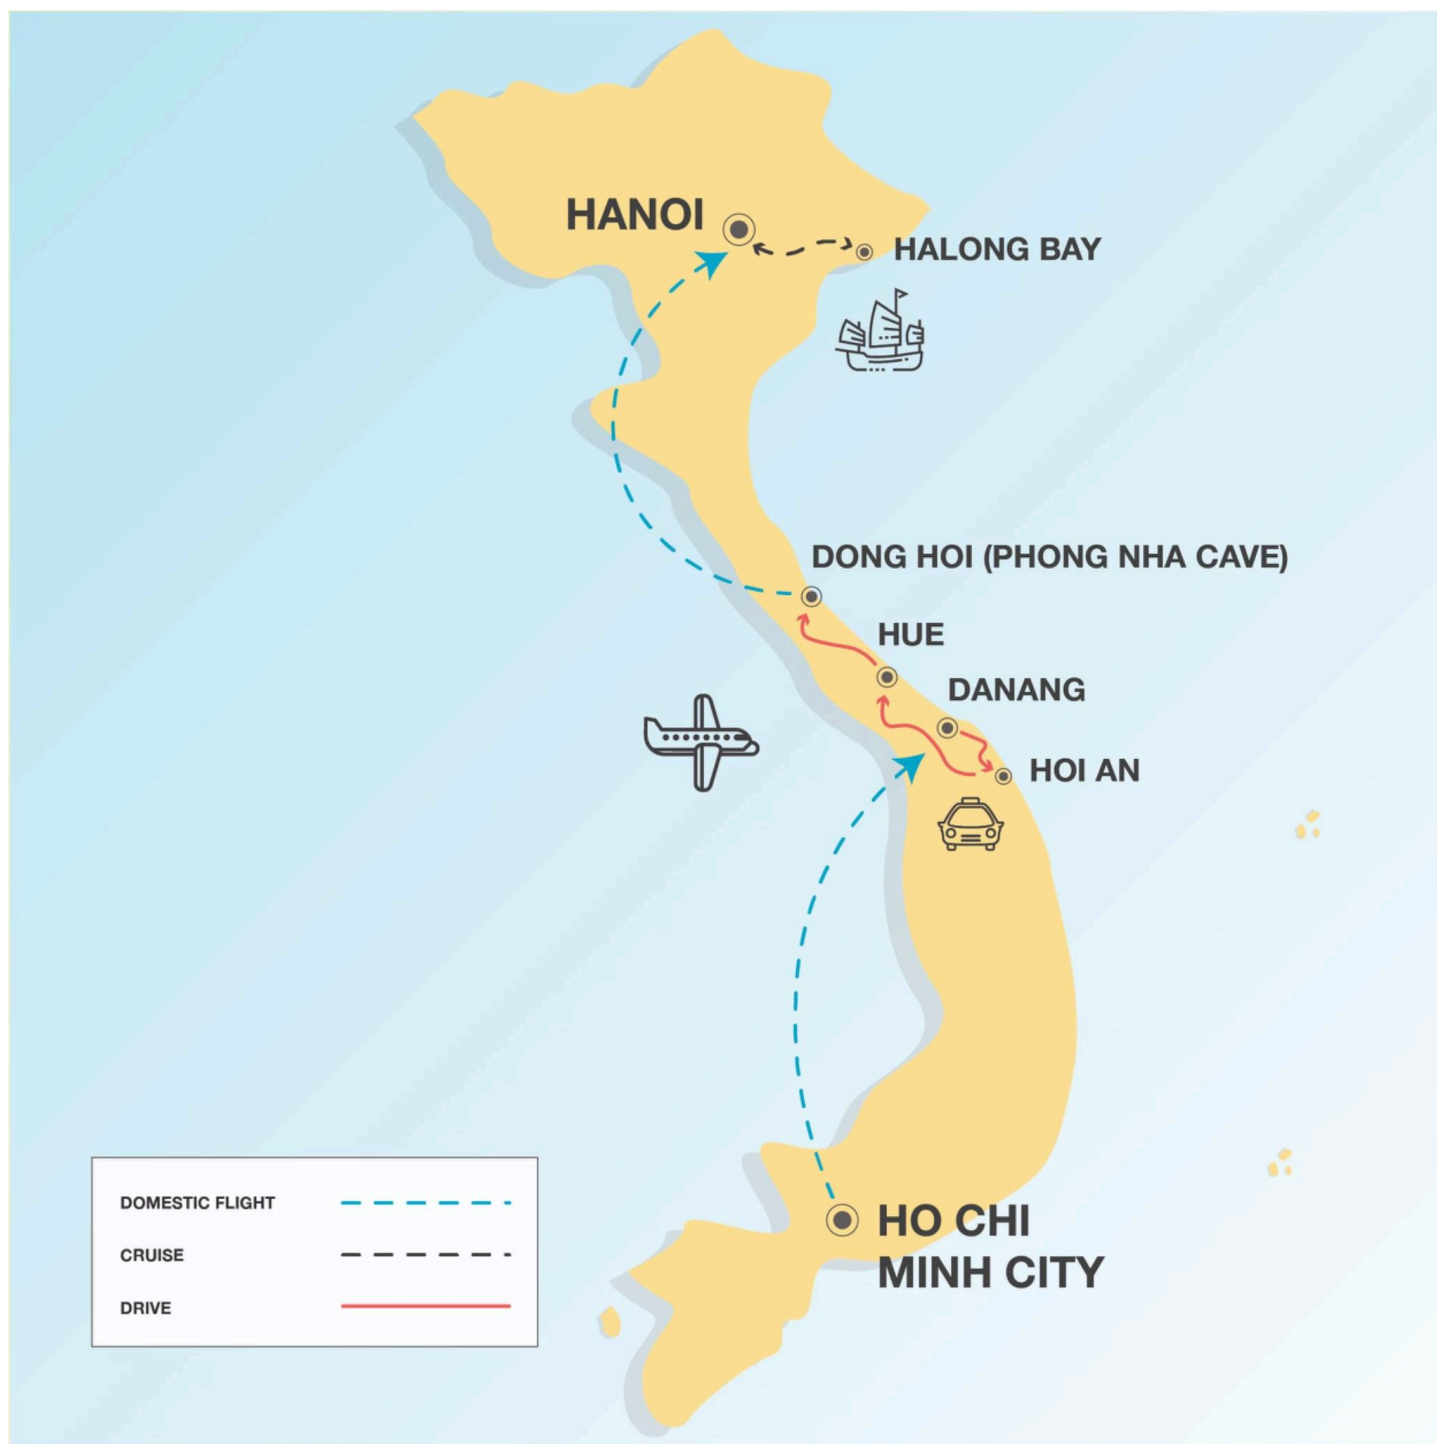 HANOI
HALONG BAY
DONG HOI (PHONG NHA CAVE)
HUE
DANANG
HOI AN
HO CHI
MINH CITY
DOMESTIC FLIGHT
CRUISE
DRIVE